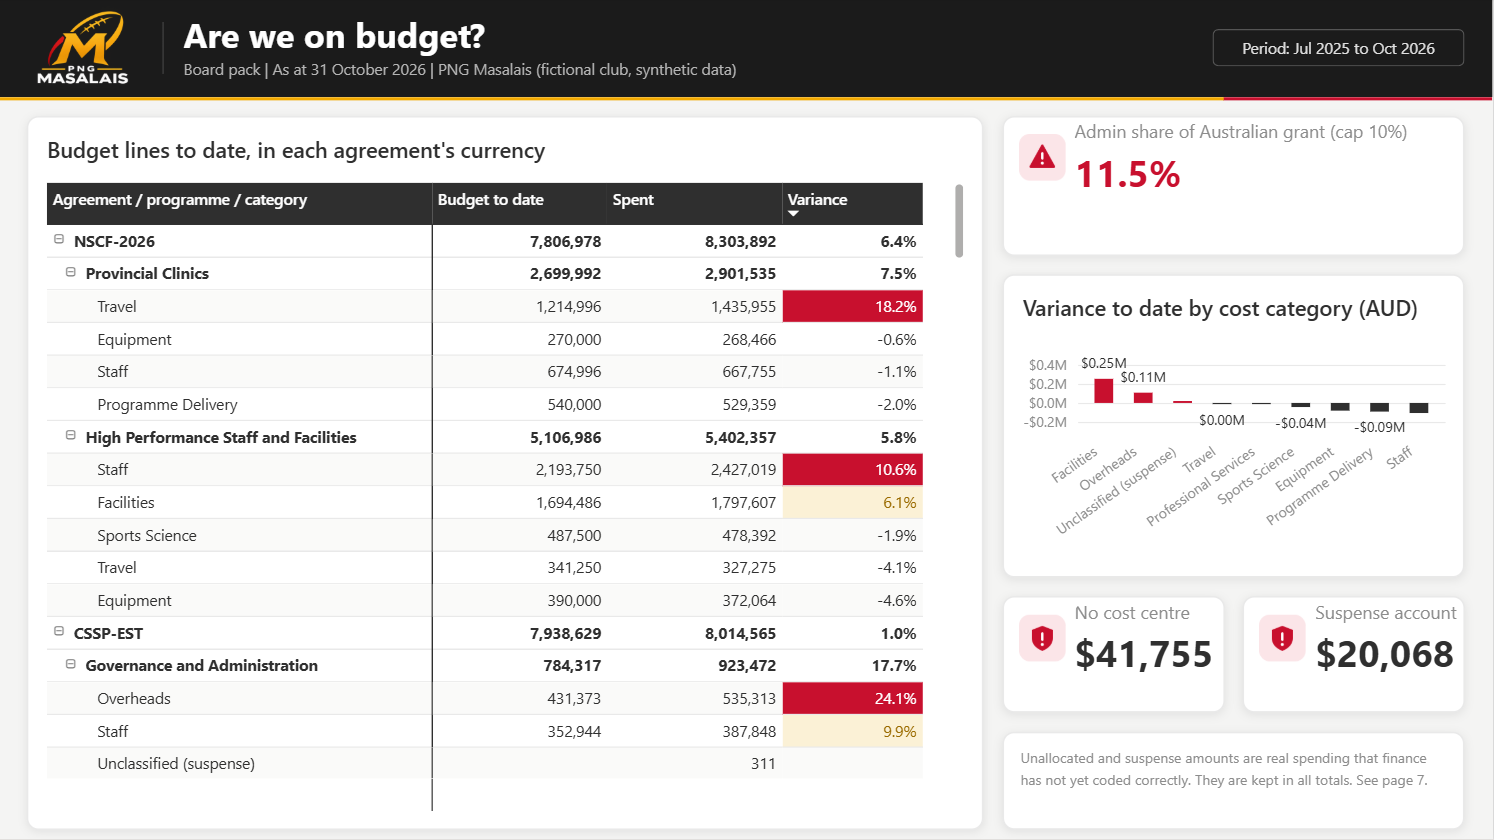 PNG
MASALAIS
Are we on budget?
Board pack | As at 31 October 2026 | PNG Masalais (fictional club, synthetic data)
Period: Jul 2025 to Oct 2026
Budget lines to date, in each agreement's currency
Agreement / programme / category Budget to date Spent Variance
NSCF-2026 7,806,978 8,303,892 6.4%
Provincial Clinics 2,699,992 2,901,535 7.5%
Travel 1,214,996 1,435,955 18.2%
Equipment 270,000 268,466 -0.6%
Staff 674,996 667,755 -1.1%
Programme Delivery 540,000 529,359 -2.0%
High Performance Staff and Facilities 5,106,986 5,402,357 5.8%
Staff 2,193,750 2,427,019 10.6%
Facilities 1,694,486 1,797,607 6.1%
Sports Science 487,500 478,392 -1.9%
Travel 341,250 327,275 -4.1%
Equipment 390,000 372,064 -4.6%
CSSP-EST 7,938,629 8,014,565 1.0%
Governance and Administration 784,317 923,472 17.7%
Overheads 431,373 535,313 24.1%
Staff 352,944 387,848 9.9%
Unclassified (suspense) 311
Admin share of Australian grant (cap 10%)
11.5%
Variance to date by cost category (AUD)
$0.4M
$0.2M
$0.0M
-$0.2M
$0.25M
$0.11M
$0.00M
-$0.04M
-$0.09M
Facilities
Overheads
Unclassified (suspense)
Travel
Professional Services
Sports Science
Equipment
Programme Delivery
Staff
No cost centre
$41,755
Suspense account
$20,068
Unallocated and suspense amounts are real spending that finance
has not yet coded correctly. They are kept in all totals. See page 7.